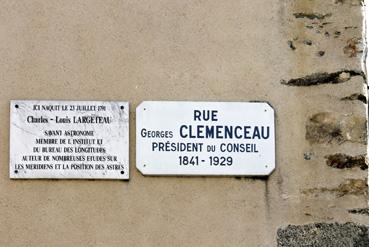 ICI NAQUIT LE 23 JUILLET 1791
Charles - Louis LARGETEAU
SAVANT ASTRONOME
MEMBRE DE L'INSTITUT ET
DU BUREAU DES LONGITUDES
AUTEUR DE NOMBREUSES ETUDES SUR
LES MERIDIENS ET LA POSITION DES ASTRES
RUE
GEORGES CLEMENCEAU
PRÉSIDENT DU CONSEIL
1841 - 1929